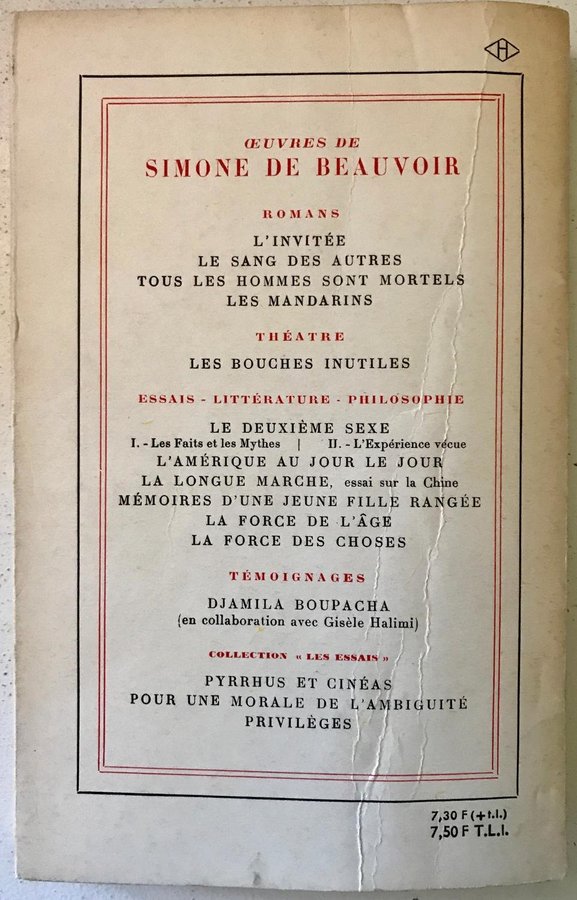 H
ŒUVRES DE
SIMONE DE BEAUVOIR
ROMANS
L'INVITÉE
LE SANG DES AUTRES
TOUS LES HOMMES SONT MORTELS
LES MANDARINS
THÉATRE
LES BOUCHES INUTILES
ESSAIS - LITTÉRATURE - PHILOSOPHIE
LE DEUXIÈME SEXE
I. - Les Faits et les Mythes | II. - L'Expérience vécue
L'AMÉRIQUE AU JOUR LE JOUR
LA LONGUE MARCHE, essai sur la Chine
MÉMOIRES D'UNE JEUNE FILLE RANGÉE
LA FORCE DE L'ÂGE
LA FORCE DES CHOSES
TÉMOIGNAGES
DJAMILA BOUPACHA
(en collaboration avec Gisèle Halimi)
COLLECTION « LES ESSAIS »
PYRRHUS ET CINÉAS
POUR UNE MORALE DE L'AMBIGUITÉ
PRIVILÈGES
7,30 F (+ t.l.)
7,50 F T.L.I.